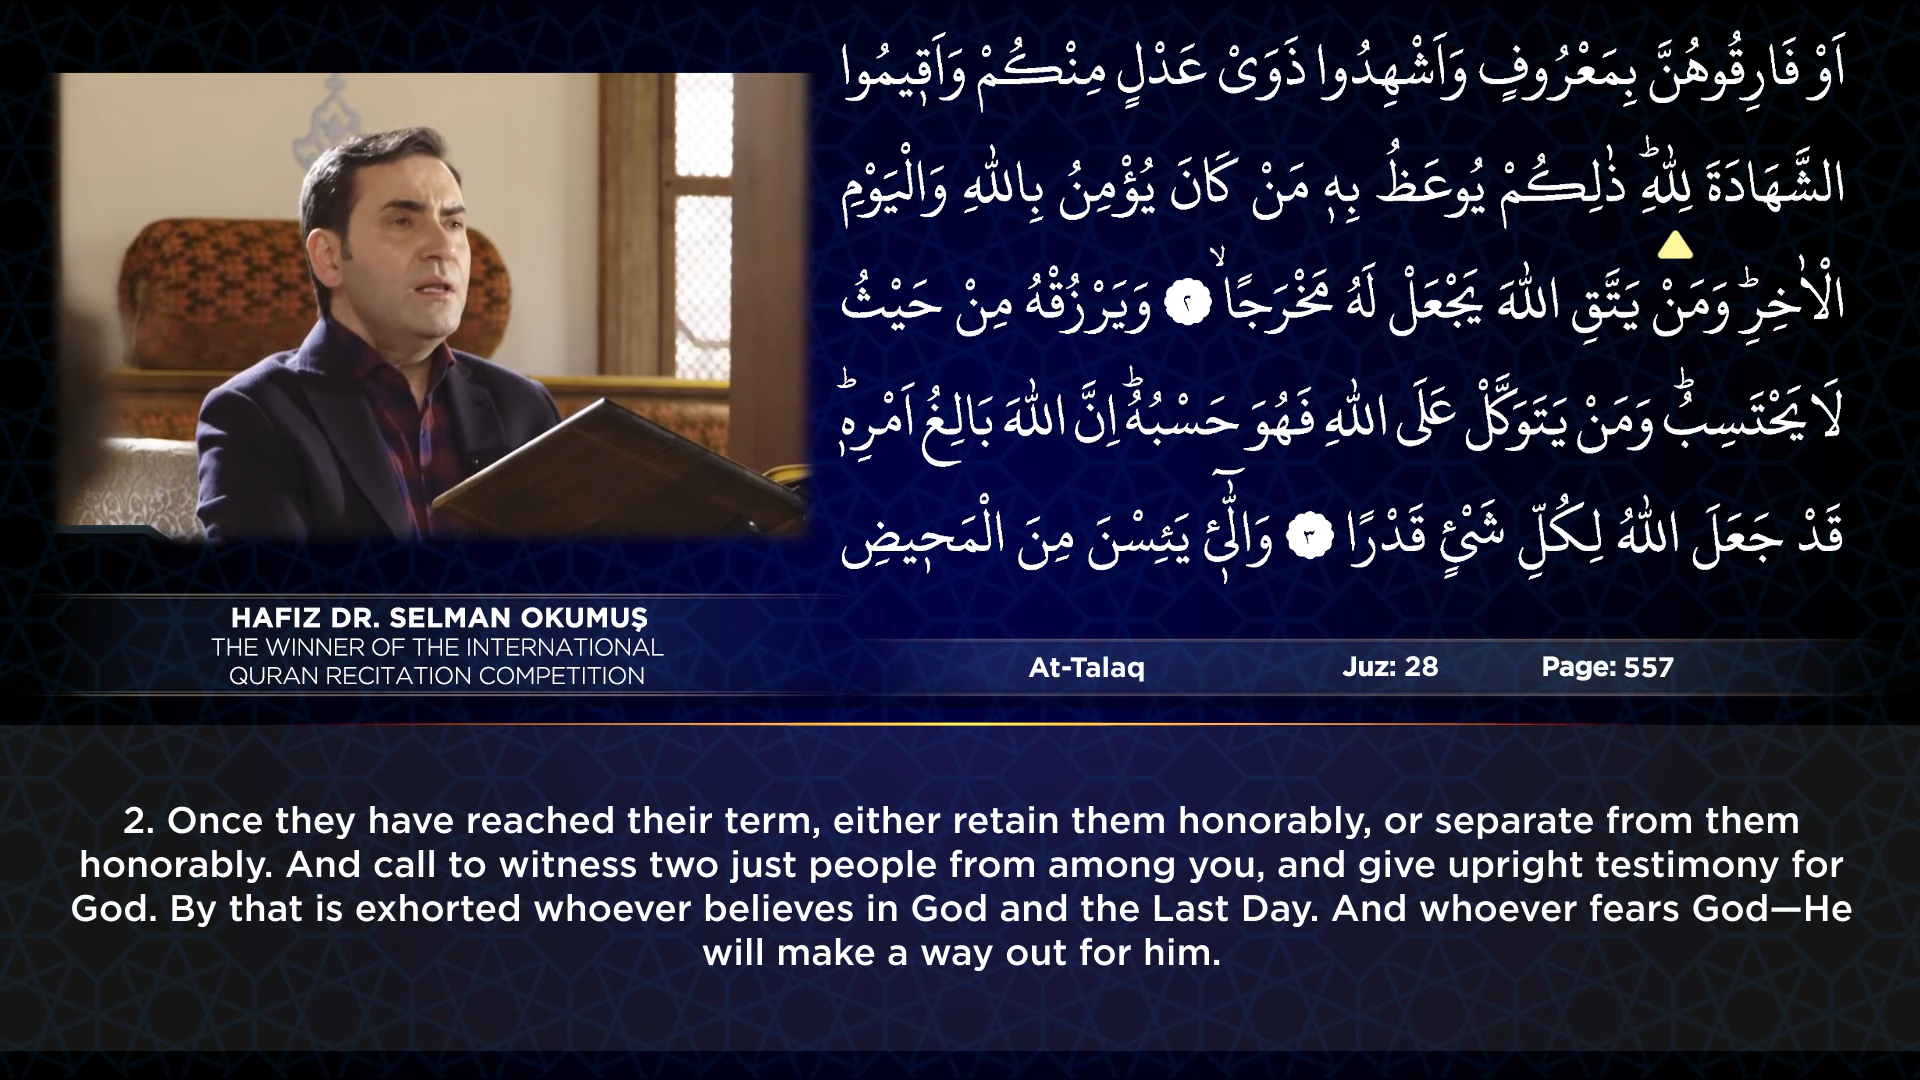 اَوْ فَارِقُوهُنَّ بِمَعْرُوفٍ وَاَشْهِدُوا ذَوَىْ عَدْلٍ مِنْكُمْ وَاَق۪يمُوا
الشَّهَادَةَ لِلّٰهِۜ ذٰلِكُمْ يُوعَظُ بِه۪ مَنْ كَانَ يُؤْمِنُ بِاللّٰهِ وَالْيَوْمِ
الْاٰخِرِۜ وَمَنْ يَتَّقِ اللّٰهَ يَجْعَلْ لَهُ مَخْرَجًاۙ ﴿٢﴾ وَيَرْزُقْهُ مِنْ حَيْثُ
لَا يَحْتَسِبُۜ وَمَنْ يَتَوَكَّلْ عَلَى اللّٰهِ فَهُوَ حَسْبُهُۜ اِنَّ اللّٰهَ بَالِغُ اَمْرِه۪ۜ
قَدْ جَعَلَ اللّٰهُ لِكُلِّ شَىْءٍ قَدْرًا ﴿٣﴾ وَالّٰٓـ۪ٔى يَئِسْنَ مِنَ الْمَح۪يضِ
HAFIZ DR. SELMAN OKUMUŞ
THE WINNER OF THE INTERNATIONAL
QURAN RECITATION COMPETITION
At-Talaq Juz: 28 Page: 557
2. Once they have reached their term, either retain them honorably, or separate from them
honorably. And call to witness two just people from among you, and give upright testimony for
God. By that is exhorted whoever believes in God and the Last Day. And whoever fears God—He
will make a way out for him.